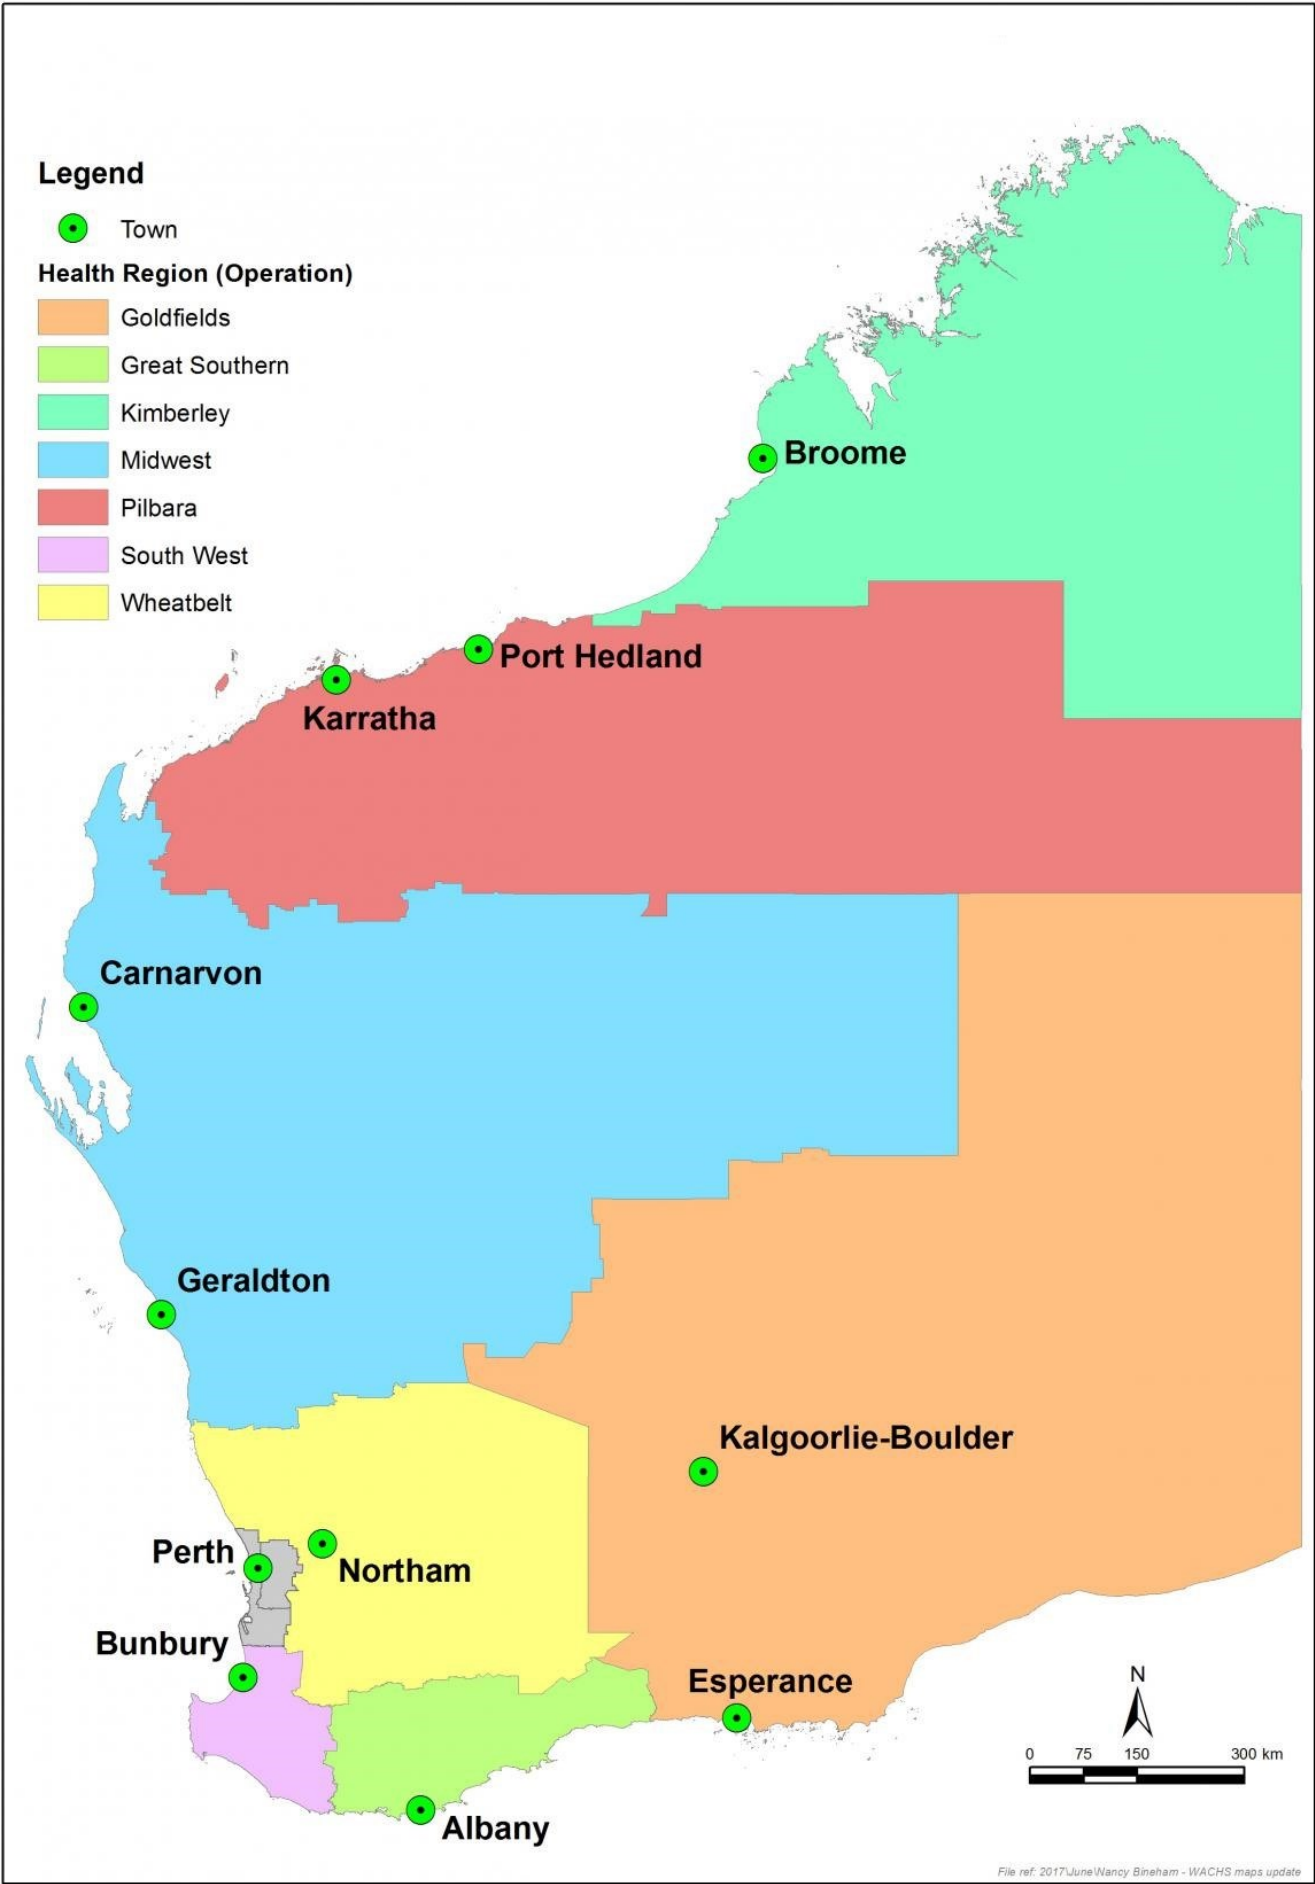 Legend
Town
Health Region (Operation)
Goldfields
Great Southern
Kimberley
Midwest
Pilbara
South West
Wheatbelt
Broome
Port Hedland
Karratha
Carnarvon
Geraldton
Kalgoorlie-Boulder
Perth
Northam
Bunbury
Esperance
N
0 75 150 300 km
Albany
File ref: 2017\June\Nancy Bineham - WACHS maps update